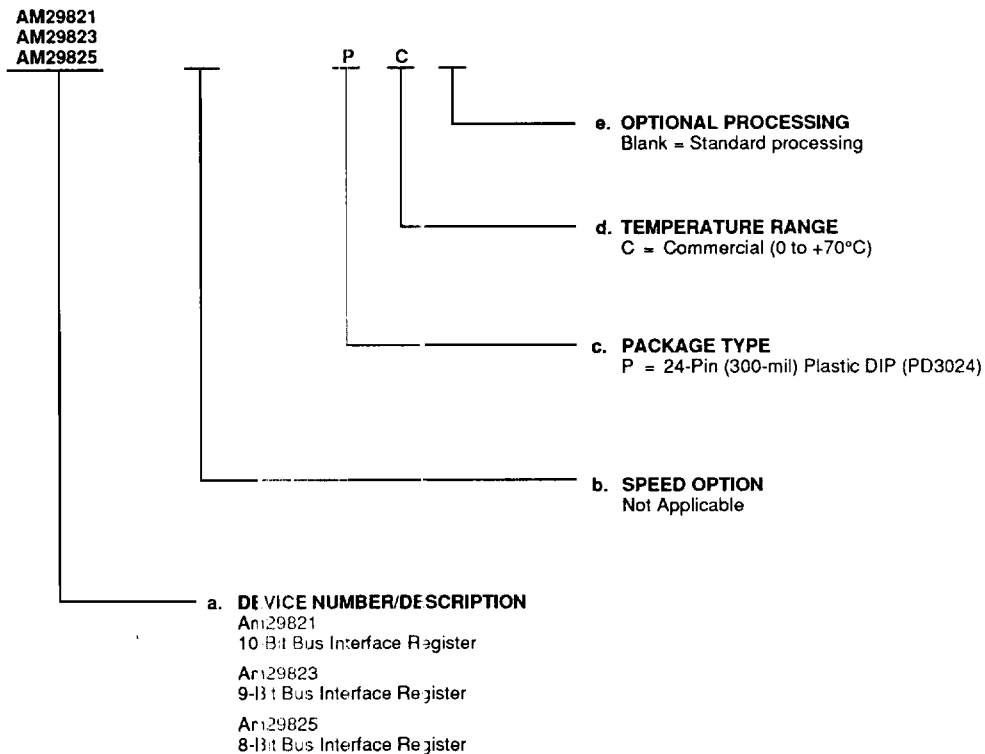 AM29821
AM29823
AM29825
P C
e. OPTIONAL PROCESSING
Blank = Standard processing
d. TEMPERATURE RANGE
C = Commercial (0 to +70°C)
c. PACKAGE TYPE
P = 24-Pin (300-mil) Plastic DIP (PD3024)
b. SPEED OPTION
Not Applicable
a. DEVICE NUMBER/DESCRIPTION
Am29821
10-Bit Bus Interface Register
Am29823
9-Bit Bus Interface Register
Am29825
8-Bit Bus Interface Register